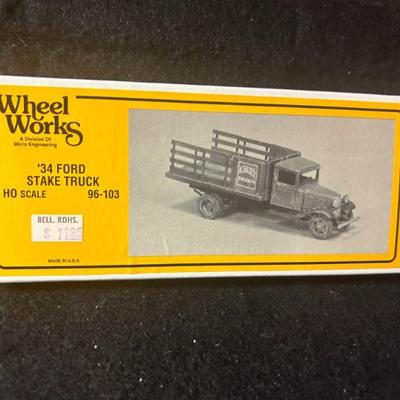 Wheel
Works
A Division Of
Micro Engineering
'34 FORD
STAKE TRUCK
HO SCALE 96-103
BELL. RDHS.
MADE IN U.S.A.